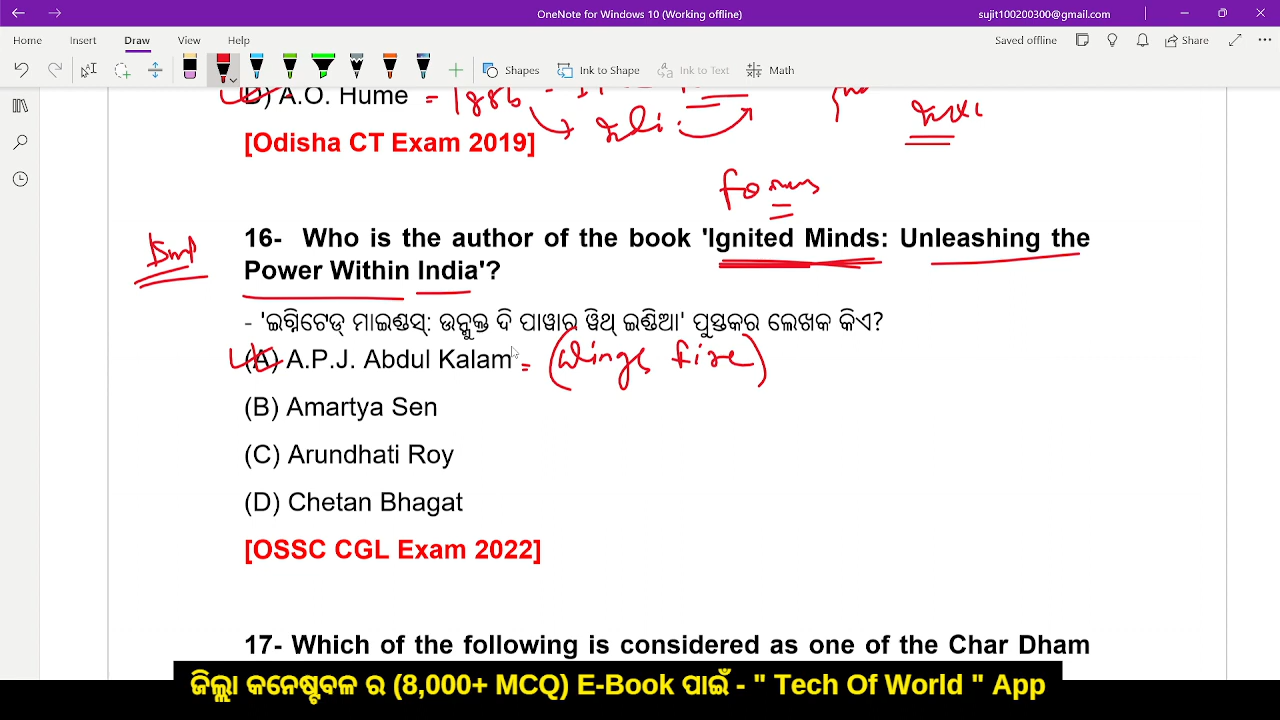 OneNote for Windows 10 (Working offline)
sujit100200300@gmail.com
Home Insert Draw View Help
Saved offline Share
Shapes Ink to Shape Ink to Text Math
D) A.O. Hume = 1886 -
[Odisha CT Exam 2019]
Imp
16- Who is the author of the book 'Ignited Minds: Unleashing the
Power Within India'?
- 'ଇଗ୍ନିଟେଡ୍ ମାଇଣ୍ଡସ୍: ଉନ୍ମୁକ୍ତ ଦି ପାୱାର ୱିଥ୍ ଇଣ୍ଡିଆ' ପୁସ୍ତକର ଲେଖକ କିଏ?
(A) A.P.J. Abdul Kalam = (Wings fire)
(B) Amartya Sen
(C) Arundhati Roy
(D) Chetan Bhagat
[OSSC CGL Exam 2022]
17- Which of the following is considered as one of the Char Dham
ଜିଲ୍ଲା କନେଷ୍ଟବଳ ର (8,000+ MCQ) E-Book ପାଇଁ - " Tech Of World " App